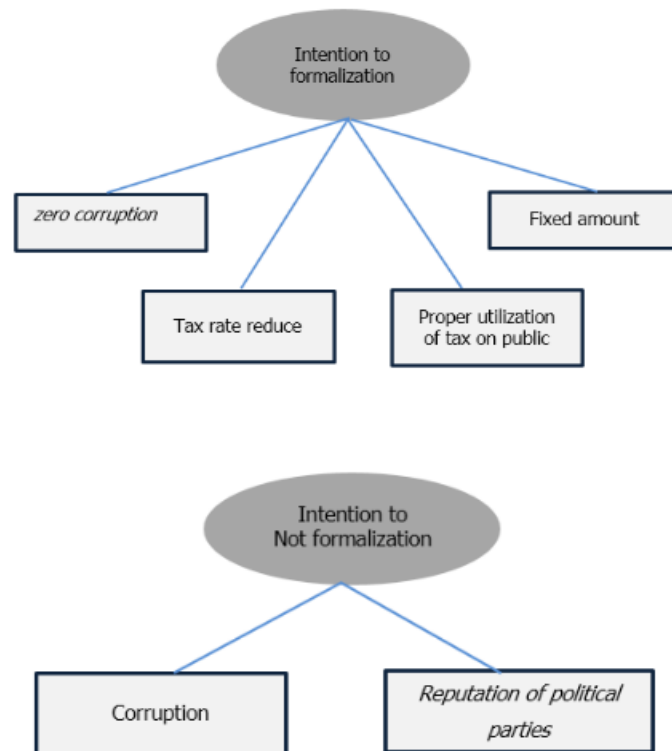 Intention to
formalization
zero corruption
Fixed amount
Tax rate reduce
Proper utilization
of tax on public
Intention to
Not formalization
Corruption
Reputation of political
parties